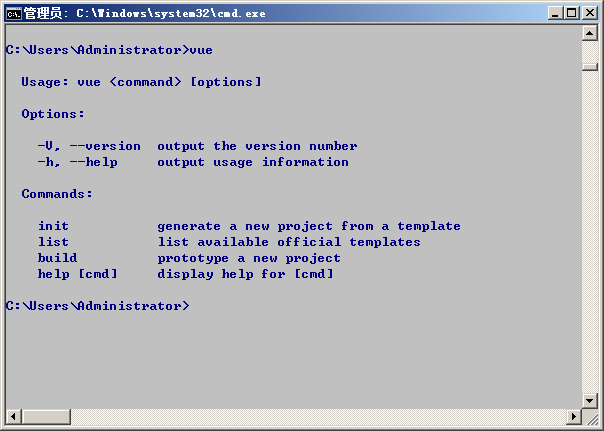 管理员: C:\Windows\system32\cmd.exe
C:\Users\Administrator>vue
Usage: vue <command> [options]
Options:
-V, --version  output the version number
-h, --help     output usage information
Commands:
init           generate a new project from a template
list           list available official templates
build          prototype a new project
help [cmd]     display help for [cmd]
C:\Users\Administrator>